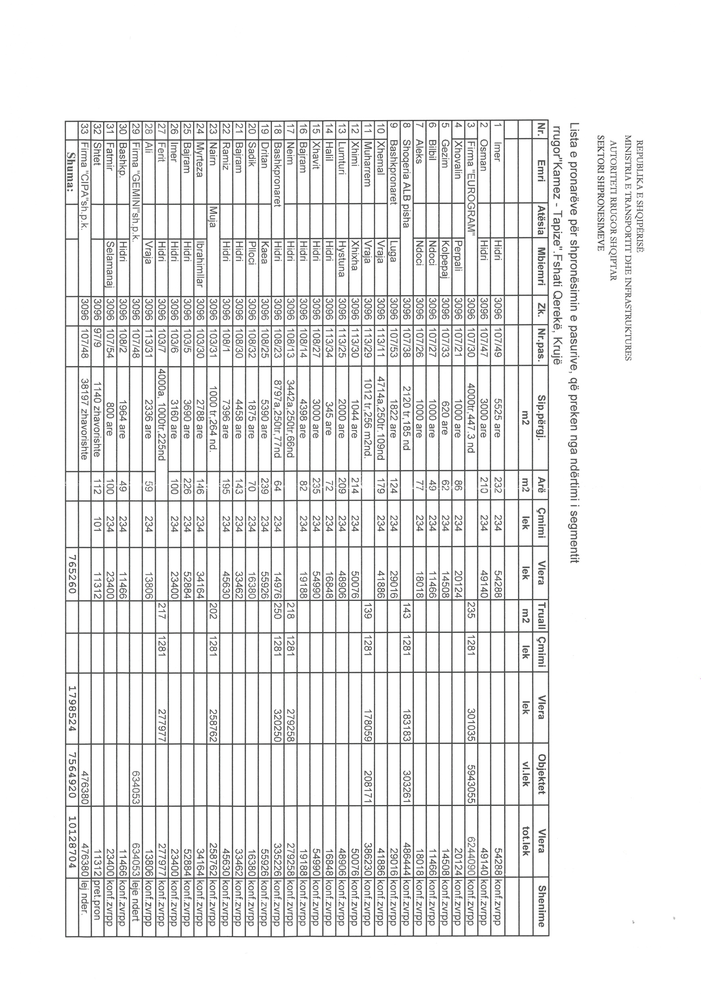 REPUBLIKA E SHQIPËRISË
MINISTRIA E TRANSPORTIT DHE INFRASTRUKTURES
AUTORITETI RRUGOR SHQIPTAR
SEKTORI SHPRONESIMEVE
Lista e pronarëve për shpronësimin e pasurive, që preken nga ndërtimi i segmentit
rrugor"Kamez - Tapize".Fshati Qerekë, Krujë
Nr. Emri Atësia Mbiemri Zk. Nr.pas. Sip.përgj. Arë Çmimi Vlera Truall Çmimi Vlera Objektet Vlera Shenime
m2 m2 lek lek m2 lek lek vl.lek tot.lek
1 Imer Hidri 3096 107/49 5525 are 232 234 54288 54288 konf.zvrpp
2 Osman Hidri 3096 107/47 3000 are 210 234 49140 49140 konf.zvrpp
3 Firma "EUROGRAM" 3096 107/30 4000tr,447.3 nd 235 1281 301035 5943055 6244090 konf.zvrpp
4 Xhovalin Perpali 3096 107/21 1000 are 86 234 20124 20124 konf.zvrpp
5 Gezim Kolpepaj 3096 107/33 620 are 62 234 14508 14508 konf.zvrpp
6 Bibil Ndoci 3096 107/27 1000 are 49 234 11466 11466 konf.zvrpp
7 Aleks Ndoci 3096 107/26 1000 are 77 234 18018 18018 konf.zvrpp
8 Shoqeria ALB pisha 3096 107/38 2120 tr,185 nd 143 1281 183183 303261 486444 konf.zvrpp
9 Bashkpronaret Luga 3096 107/53 1822 are 124 234 29016 29016 konf.zvrpp
10 Xhemal Vraja 3096 113/11 4714a,250tr.109nd 179 234 41886 41886 konf.zvrpp
11 Muharrem Vraja 3096 113/29 1012 tr,256 m2nd. 139 1281 178059 208171 386230 konf.zvrpp
12 Xhimi Xhixha 3096 113/30 1044 are 214 234 50076 50076 konf.zvrpp
13 Lumturi Hystuna 3096 113/25 2000 are 209 234 48906 48906 konf.zvrpp
14 Halil Hidri 3096 113/34 345 are 72 234 16848 16848 konf.zvrpp
15 Xhavit Hidri 3096 108/27 3000 are 235 234 54990 54990 konf.zvrpp
16 Bajram Hidri 3096 108/14 4398 are 82 234 19188 19188 konf.zvrpp
17 Neim Hidri 3096 108/13 3442a,250tr,66nd 218 1281 279258 279258 konf.zvrpp
18 Bashkpronaret Hidri 3096 108/23 8797a,250tr,77nd 64 234 14976 250 1281 320250 335226 konf.zvrpp
19 Dritan Kaea 3096 108/25 5390 are 239 234 55926 55926 konf.zvrpp
20 Sadik Plloci 3096 108/32 1875 are 70 234 16380 16380 konf.zvrpp
21 Bajram Hidri 3096 108/30 4458 are 143 234 33462 33462 konf.zvrpp
22 Ramiz Hidri 3096 108/1 7396 are 195 234 45630 45630 konf.zvrpp
23 Nairn Muja 3096 103/31 1000 tr,264 nd. 202 1281 258762 258762 konf.zvrpp
24 Myrteza Ibrahimllar 3096 103/30 2788 are 146 234 34164 34164 konf.zvrpp
25 Bajram Hidri 3096 103/5 3690 are 226 234 52884 52884 konf.zvrpp
26 Imer Hidri 3096 103/6 3160 are 100 234 23400 23400 konf.zvrpp
27 Ferit Hidri 3096 103/7 4000a, 1000tr,225nd 217 1281 277977 277977 konf.zvrpp
28 Ali Vraja 3096 113/31 2336 are 59 234 13806 13806 konf.zvrpp
29 Firma "GEMINI"sh.p.k. 3096 107/48 634053 634053 leje ndert
30 Bashkp. Hidri 3096 108/2 1964 are 49 234 11466 11466 konf.zvrpp
31 Fatmir Selamanaj 3096 107/54 800 are 100 234 23400 23400 konf.zvrpp
32 Shtet 3096 97/9 1140 zhavorishte 112 101 11312 11312 pret.pron
33 Firma "CIPA"sh.p.k. 3096 107/48 38197 zhavorishte 476380 476380 lej nder.
Shuma: 765260 1798524 7564920 10128704